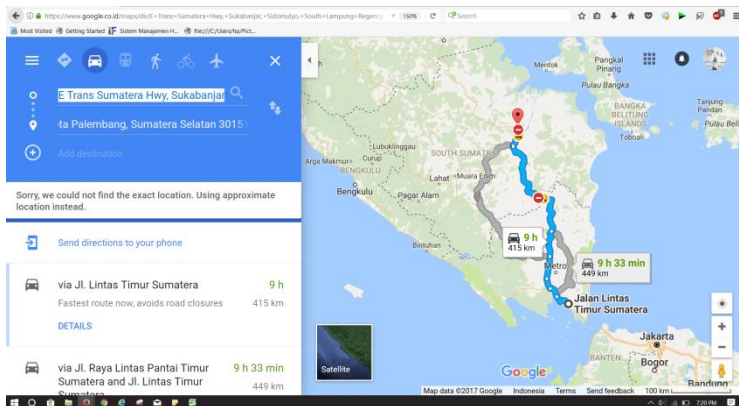 https://www.google.co.id/maps/dir/E+Trans+Sumatera+Hwy,+Sukabanjar,+Sidomulyo,+South+Lampung+Regency
150%
Search
Most Visited
Getting Started
Sistem Manajemen H...
file:///C:/Users/hp/Pict...
E Trans Sumatera Hwy, Sukabanjar
ta Palembang, Sumatera Selatan 3015
Add destination
Sorry, we could not find the exact location. Using approximate
location instead.
Send directions to your phone
via Jl. Lintas Timur Sumatera
9 h
Fastest route now, avoids road closures
415 km
DETAILS
via Jl. Raya Lintas Pantai Timur
Sumatera and Jl. Lintas Timur
Sumatera
9 h 33 min
449 km
Mentok
Pangkal
Pinang
Pulau Bangka
BANGKA
BELITUNG
ISLANDS
Toboali
Tanjung
Pandan
Pulau Beli
Lubuklinggau
SOUTH SUMATRA
Arga Makmur
Curup
BENGKULU
Lahat
Muara Enim
Bengkulu
Pagar Alam
Bintuhan
9 h
415 km
9 h 33 min
449 km
Metro
Jalan Lintas
Timur Sumatera
Jakarta
BANTEN
Bogor
Bandung
Satellite
Google
Map data ©2017 Google
Indonesia
Terms
Send feedback
100 km
7:20 PM